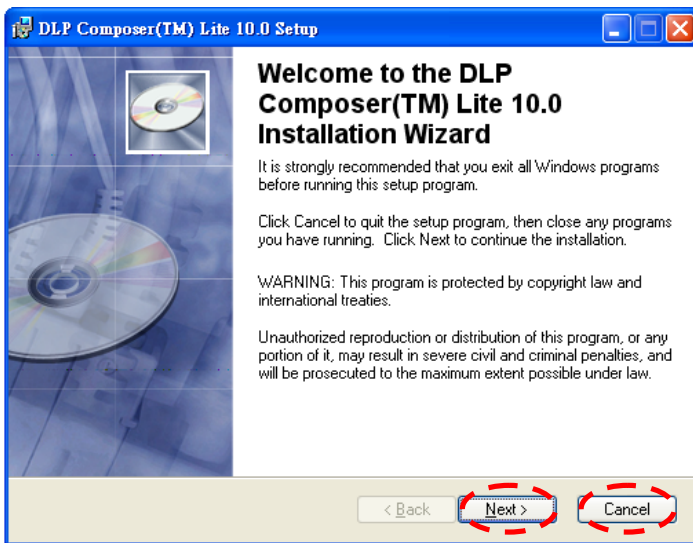 DLP Composer(TM) Lite 10.0 Setup
Welcome to the DLP
Composer(TM) Lite 10.0
Installation Wizard
It is strongly recommended that you exit all Windows programs
before running this setup program.
Click Cancel to quit the setup program, then close any programs
you have running.  Click Next to continue the installation.
WARNING: This program is protected by copyright law and
international treaties.
Unauthorized reproduction or distribution of this program, or any
portion of it, may result in severe civil and criminal penalties, and
will be prosecuted to the maximum extent possible under law.
< Back Next > Cancel